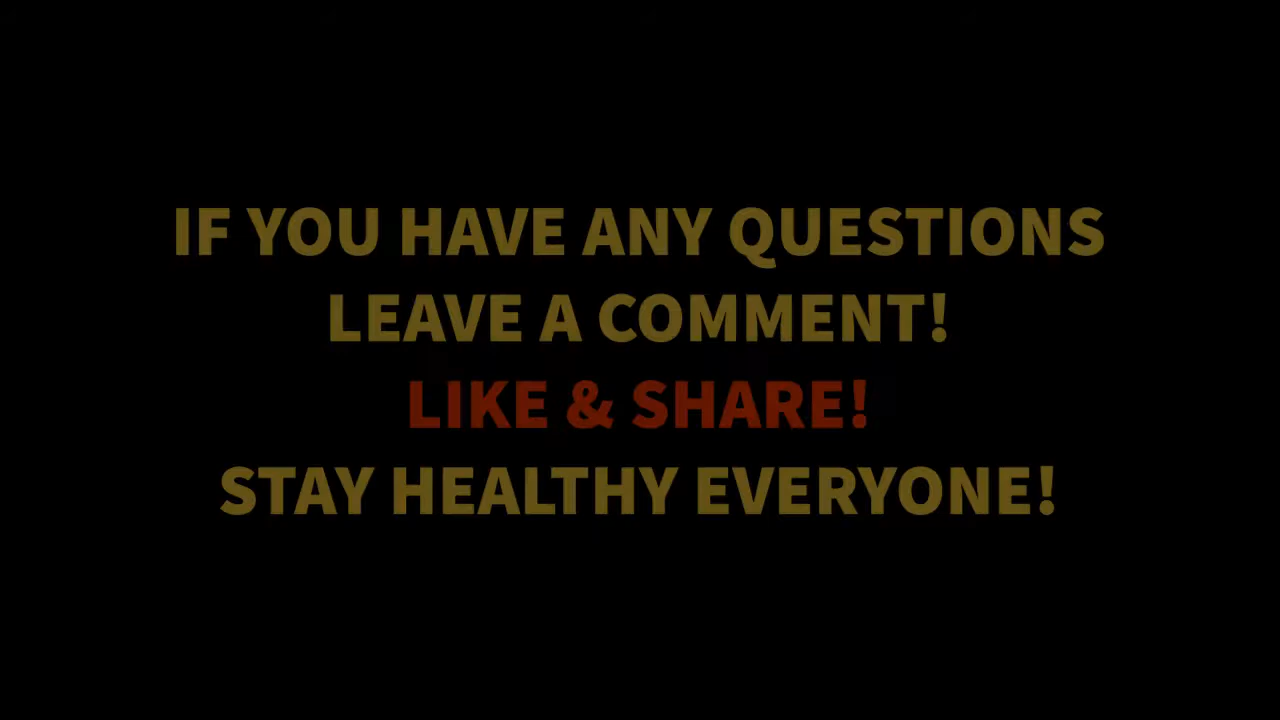 IF YOU HAVE ANY QUESTIONS
LEAVE A COMMENT!
LIKE & SHARE!
STAY HEALTHY EVERYONE!